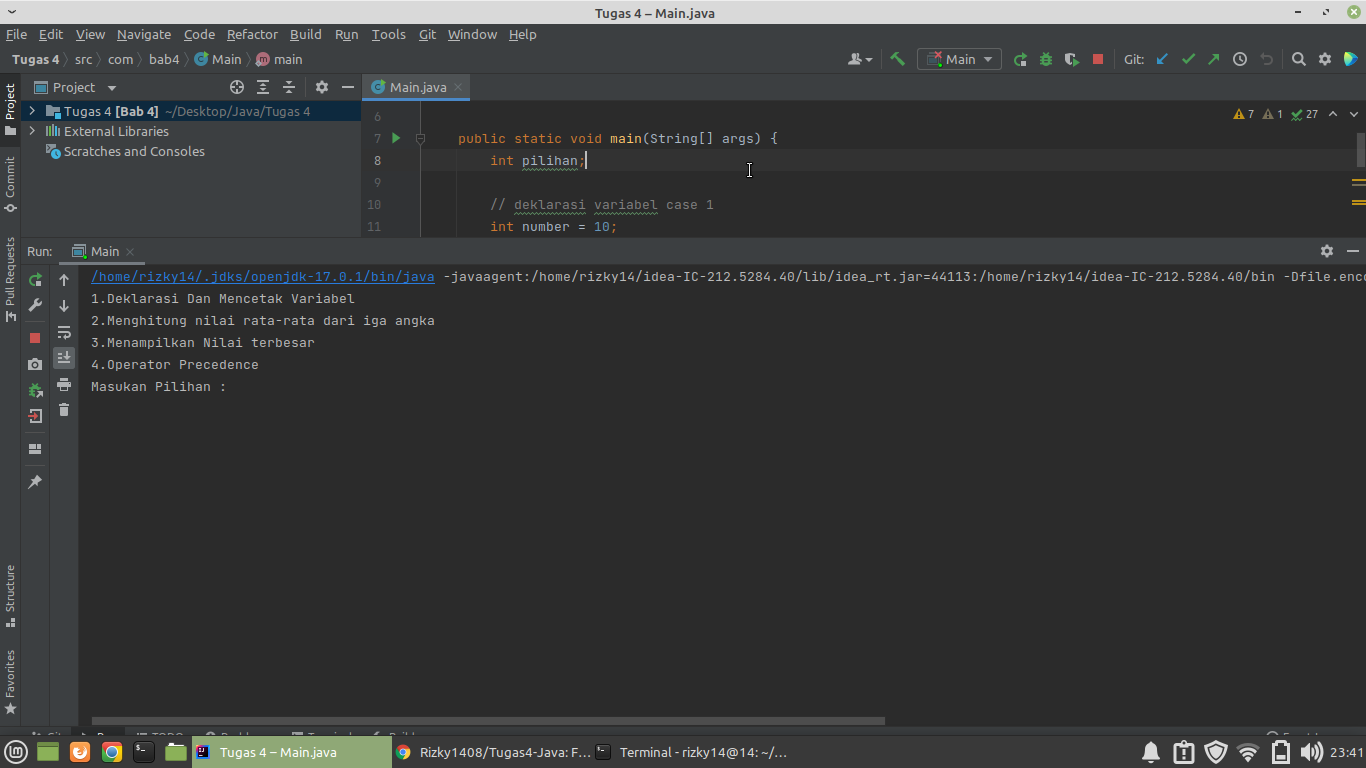 Tugas 4 – Main.java
File Edit View Navigate Code Refactor Build Run Tools Git Window Help
Tugas 4 src com bab4 Main main
Main Git:
Project
Main.java
Tugas 4 [Bab 4] ~/Desktop/Java/Tugas 4
External Libraries
Scratches and Consoles
Project
Commit
Pull Requests
Structure
Favorites
7 1 27
6
7 public static void main(String[] args) {
8 int pilihan;
9
10 // deklarasi variabel case 1
11 int number = 10;
Run: Main
/home/rizky14/.jdks/openjdk-17.0.1/bin/java -javaagent:/home/rizky14/idea-IC-212.5284.40/lib/idea_rt.jar=44113:/home/rizky14/idea-IC-212.5284.40/bin -Dfile.enco
1.Deklarasi Dan Mencetak Variabel
2.Menghitung nilai rata-rata dari iga angka
3.Menampilkan Nilai terbesar
4.Operator Precedence
Masukan Pilihan :
Tugas 4 – Main.java
Rizky1408/Tugas4-Java: F...
Terminal - rizky14@14: ~/...
23:41